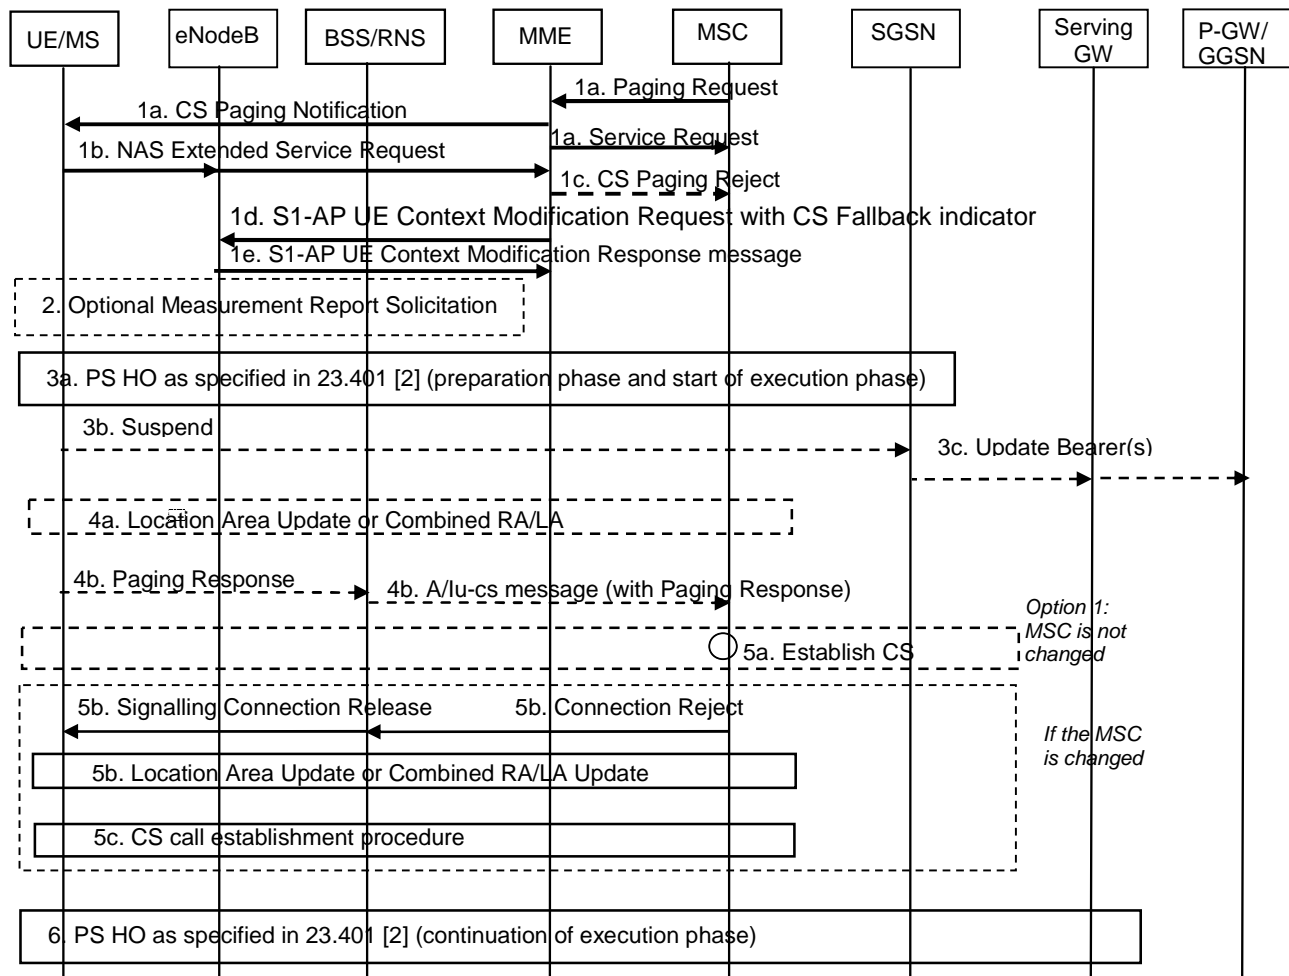 UE/MS
eNodeB
BSS/RNS
MME
MSC
SGSN
Serving
GW
P-GW/
GGSN
1a. Paging Request
1a. CS Paging Notification
1a. Service Request
1b. NAS Extended Service Request
1c. CS Paging Reject
1d. S1-AP UE Context Modification Request with CS Fallback indicator
1e. S1-AP UE Context Modification Response message
2. Optional Measurement Report Solicitation
3a. PS HO as specified in 23.401 [2] (preparation phase and start of execution phase)
3b. Suspend
3c. Update Bearer(s)
4a. Location Area Update or Combined RA/LA
4b. Paging Response
4b. A/Iu-cs message (with Paging Response)
Option 1:
MSC is not
changed
5a. Establish CS
5b. Signalling Connection Release
5b. Connection Reject
If the MSC
is changed
5b. Location Area Update or Combined RA/LA Update
5c. CS call establishment procedure
6. PS HO as specified in 23.401 [2] (continuation of execution phase)